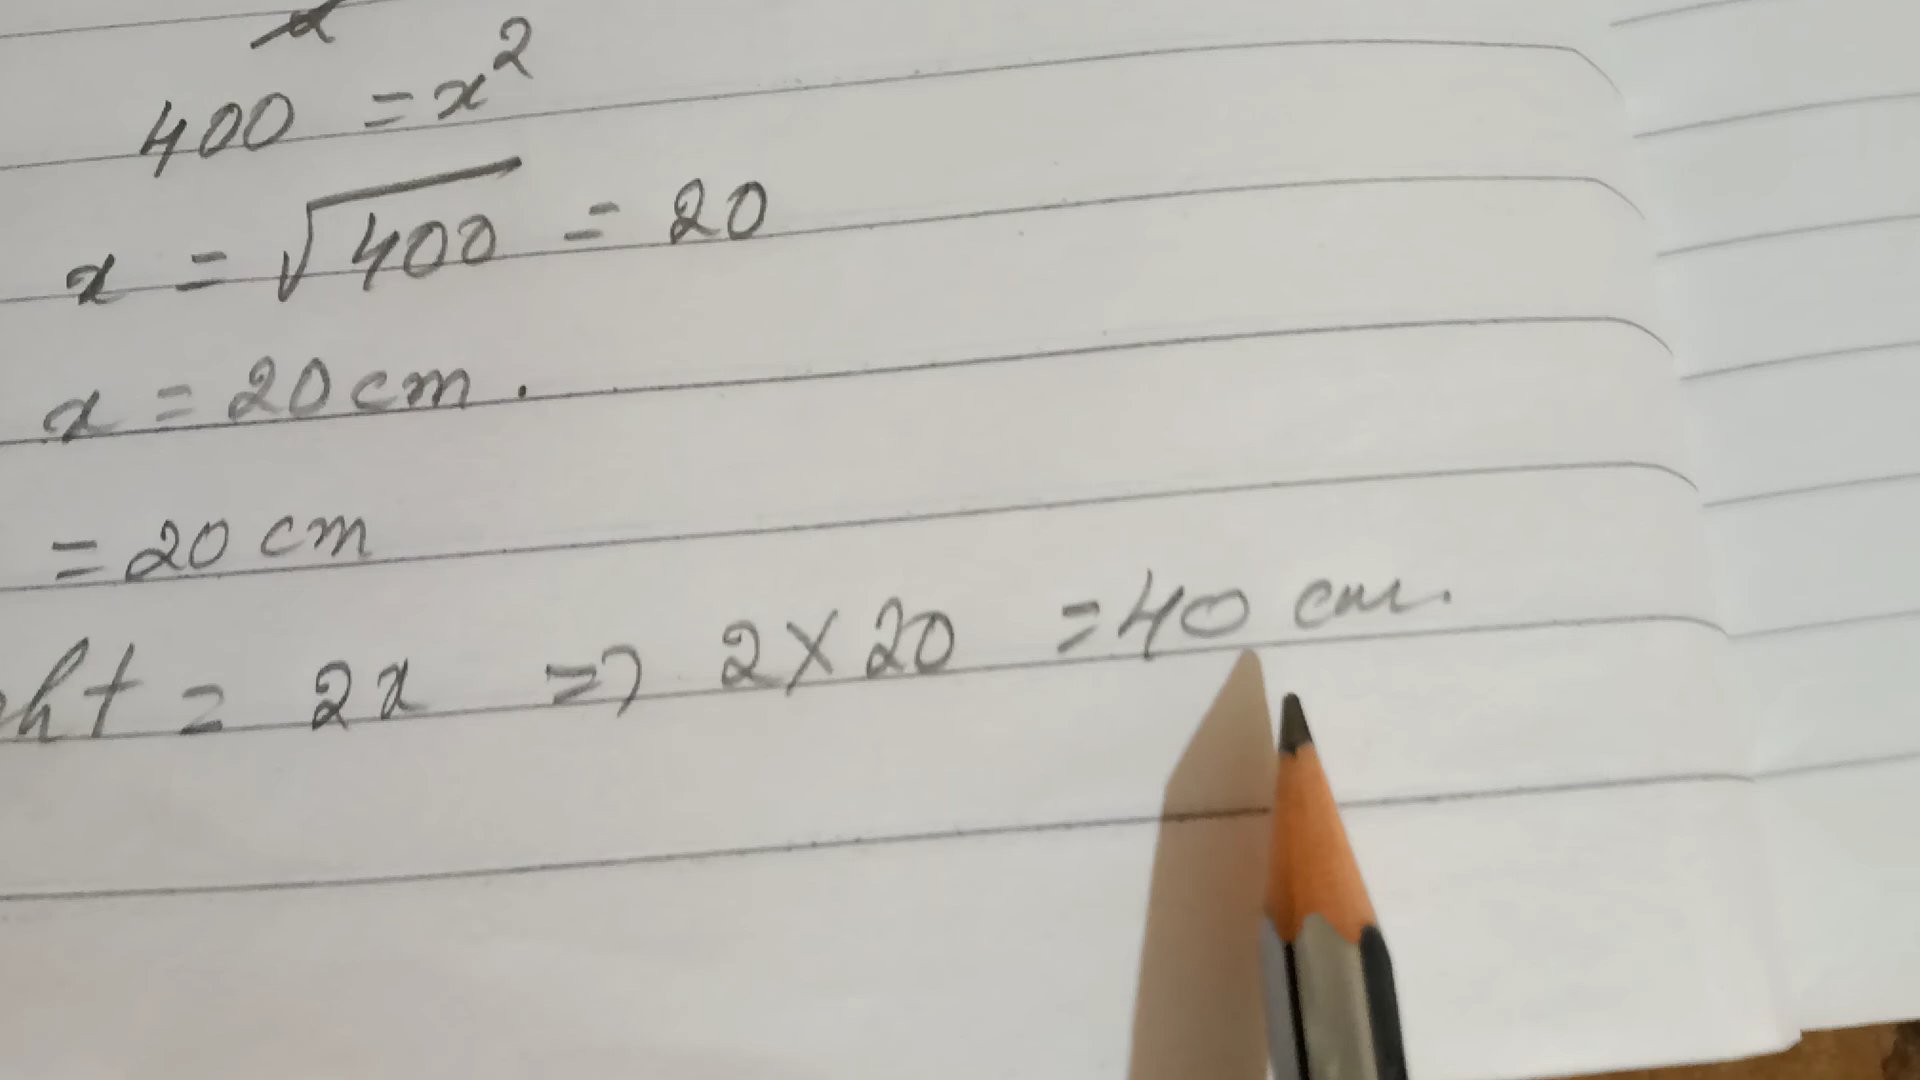 400 = x²
x = √400 = 20
x = 20 cm.
= 20 cm
ht = 2x => 2 × 20 = 40 cm.